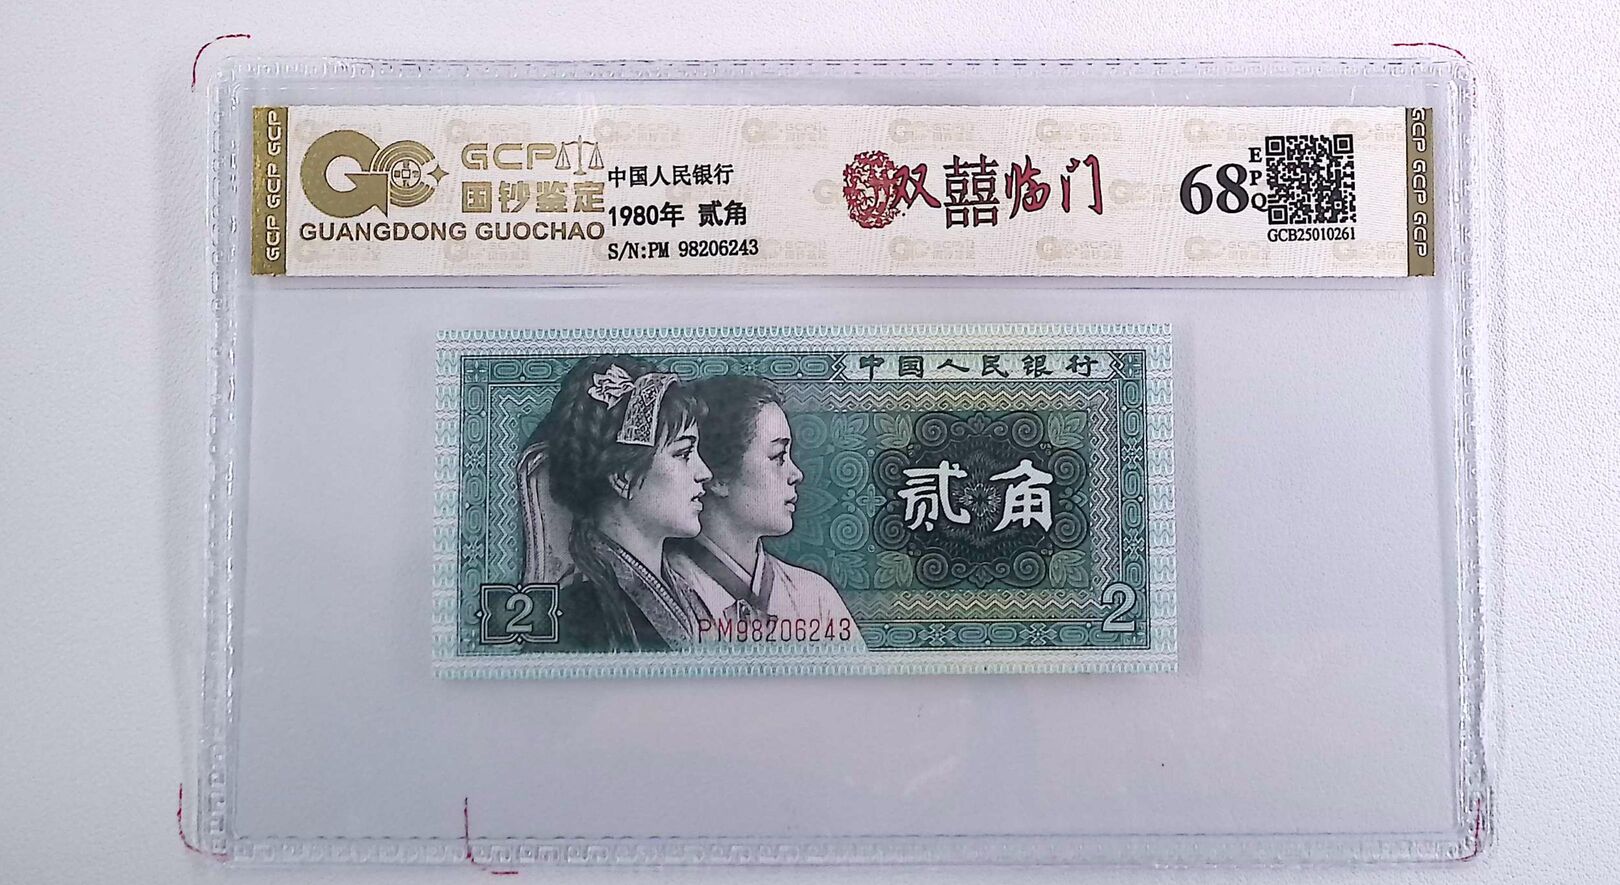 GCP GCP GCP
GCP
国钞鉴定
GUANGDONG GUOCHAO
中国人民银行
1980年 贰角
S/N:PM 98206243
双囍临门
68
EPQ
GCB25010261
GCP GCP GCP
中国人民银行
贰角
2
2
PM98206243